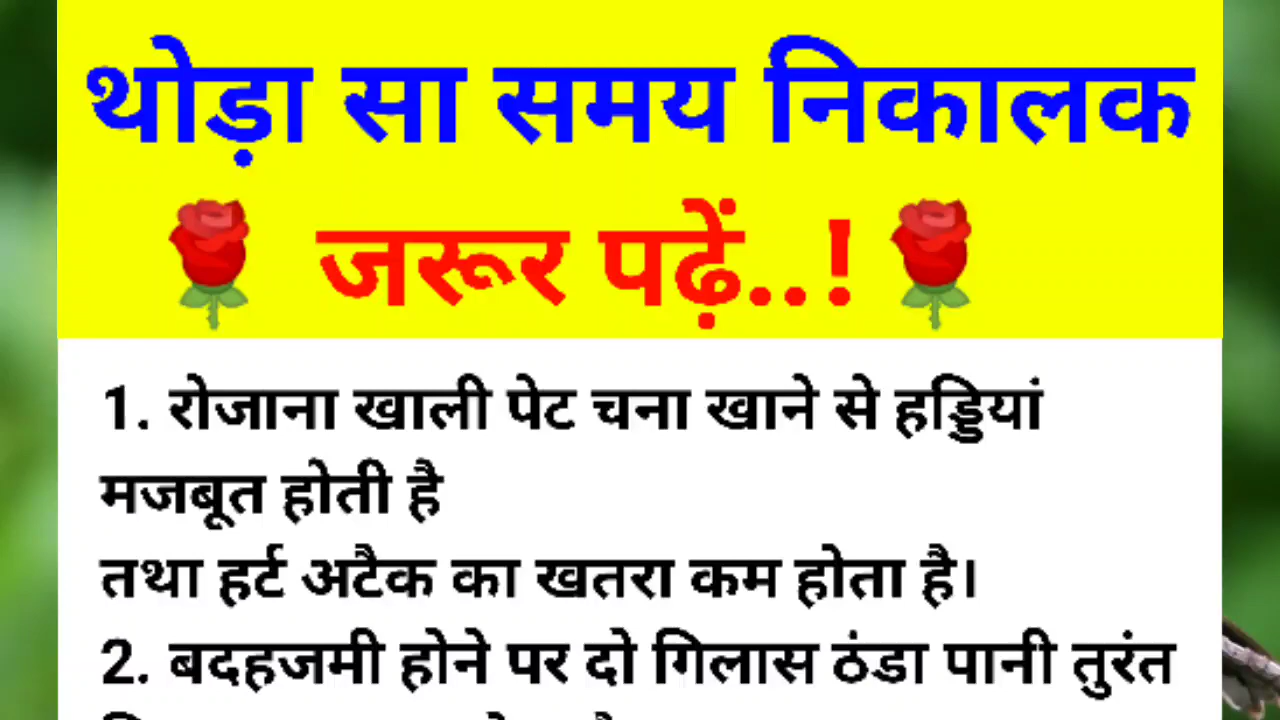 थोड़ा सा समय निकालक
जरूर पढ़ें..!
1. रोजाना खाली पेट चना खाने से हड्डियां
मजबूत होती है
तथा हर्ट अटैक का खतरा कम होता है।
2. बदहजमी होने पर दो गिलास ठंडा पानी तुरंत